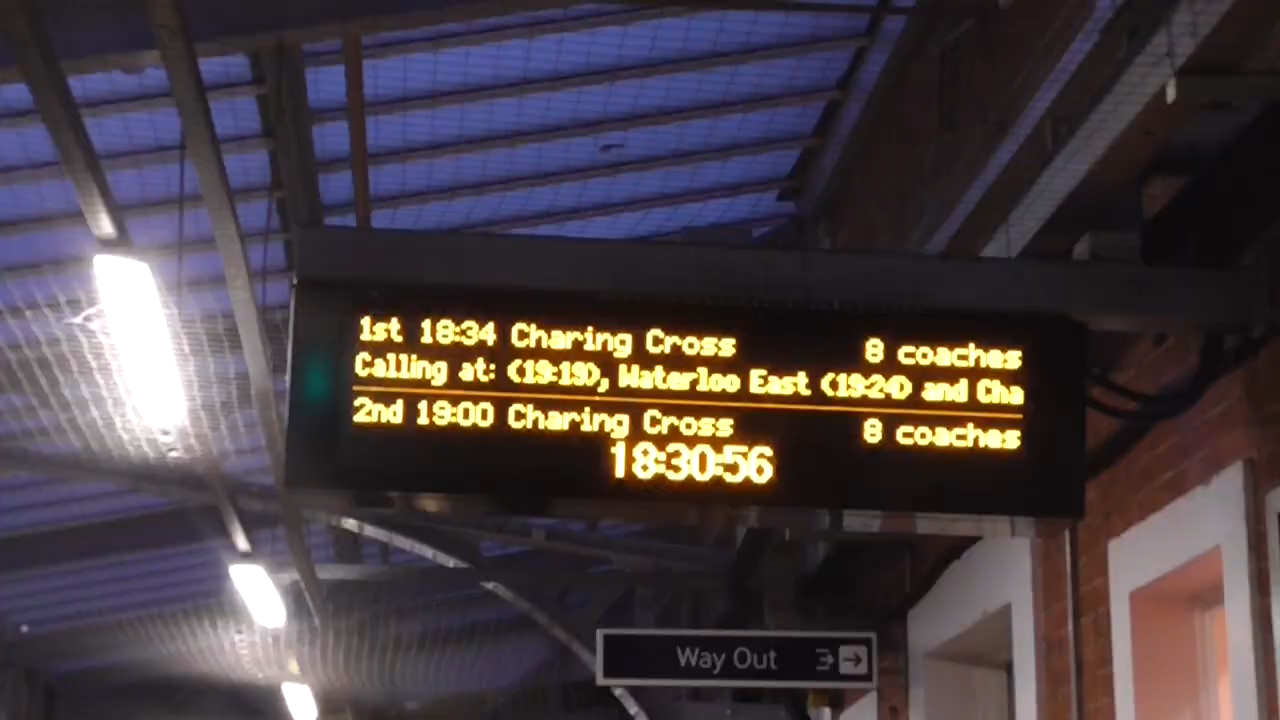 1st 18:34 Charing Cross 8 coaches
Calling at: (19:19), Waterloo East (19:24) and Cha
2nd 19:00 Charing Cross 8 coaches
18:30:56
Way Out